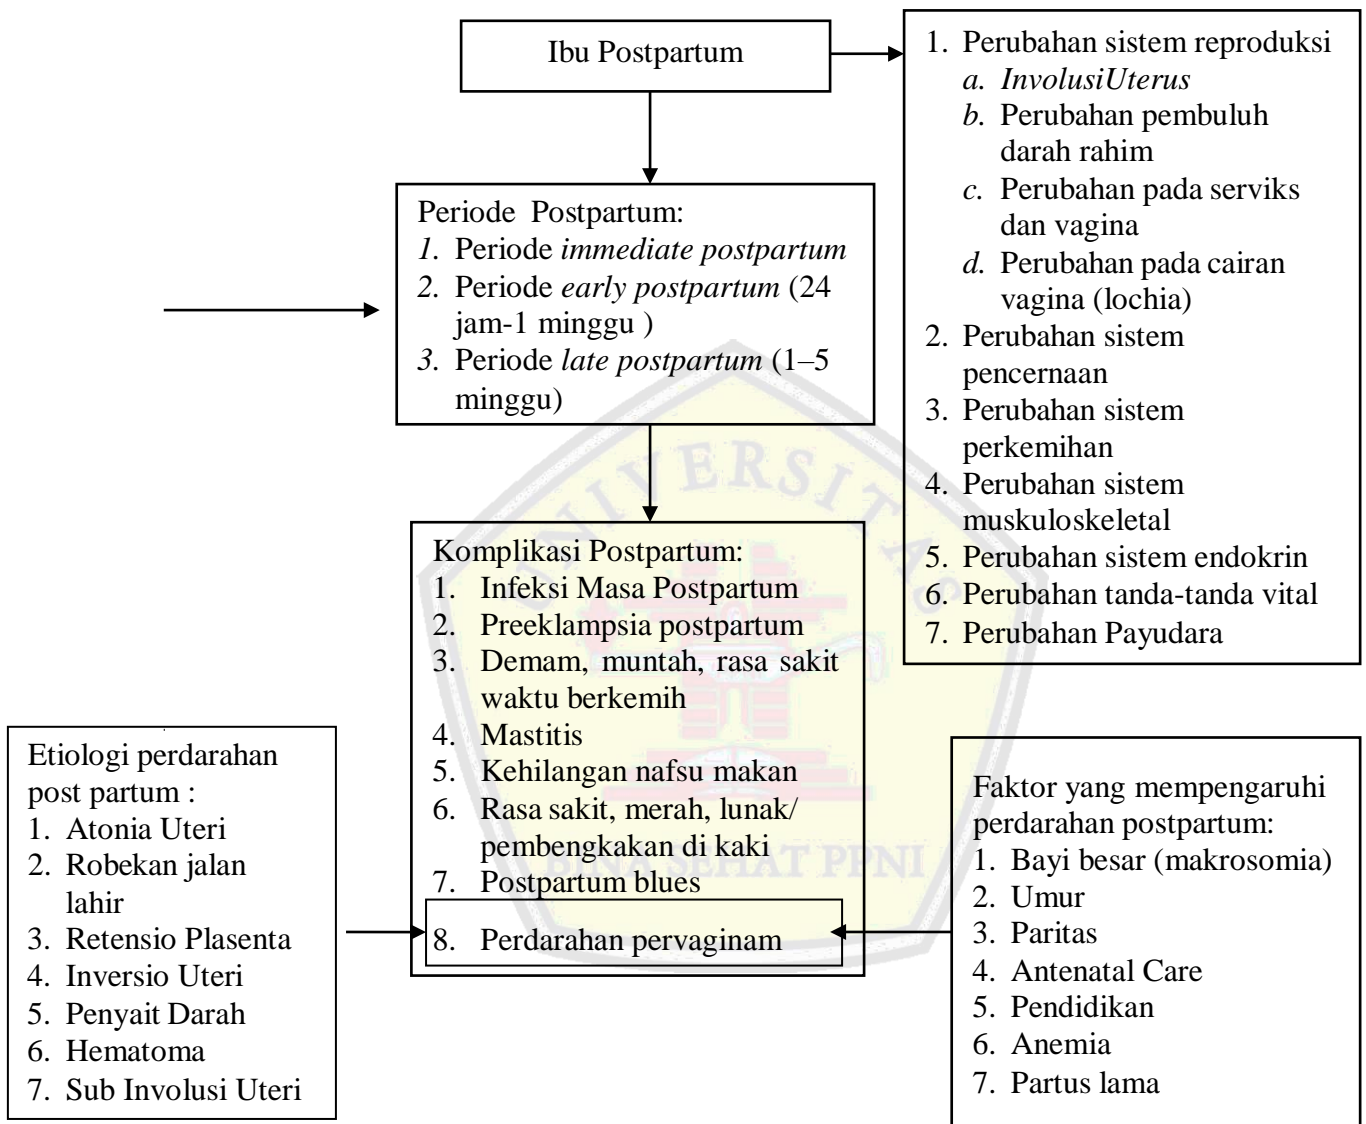 Ibu Postpartum
1. Perubahan sistem reproduksi
a. InvolusiUterus
b. Perubahan pembuluh
darah rahim
c. Perubahan pada serviks
dan vagina
d. Perubahan pada cairan
vagina (lochia)
2. Perubahan sistem
pencernaan
3. Perubahan sistem
perkemihan
4. Perubahan sistem
muskuloskeletal
5. Perubahan sistem endokrin
6. Perubahan tanda-tanda vital
7. Perubahan Payudara
Periode Postpartum:
1. Periode immediate postpartum
2. Periode early postpartum (24
jam-1 minggu )
3. Periode late postpartum (1–5
minggu)
UNIVERSITAS
Komplikasi Postpartum:
1. Infeksi Masa Postpartum
2. Preeklampsia postpartum
3. Demam, muntah, rasa sakit
waktu berkemih
4. Mastitis
5. Kehilangan nafsu makan
6. Rasa sakit, merah, lunak/
pembengkakan di kaki
BINA SEHAT PPNI
7. Postpartum blues
8. Perdarahan pervaginam
Etiologi perdarahan
post partum :
1. Atonia Uteri
2. Robekan jalan
lahir
3. Retensio Plasenta
4. Inversio Uteri
5. Penyait Darah
6. Hematoma
7. Sub Involusi Uteri
Faktor yang mempengaruhi
perdarahan postpartum:
1. Bayi besar (makrosomia)
2. Umur
3. Paritas
4. Antenatal Care
5. Pendidikan
6. Anemia
7. Partus lama